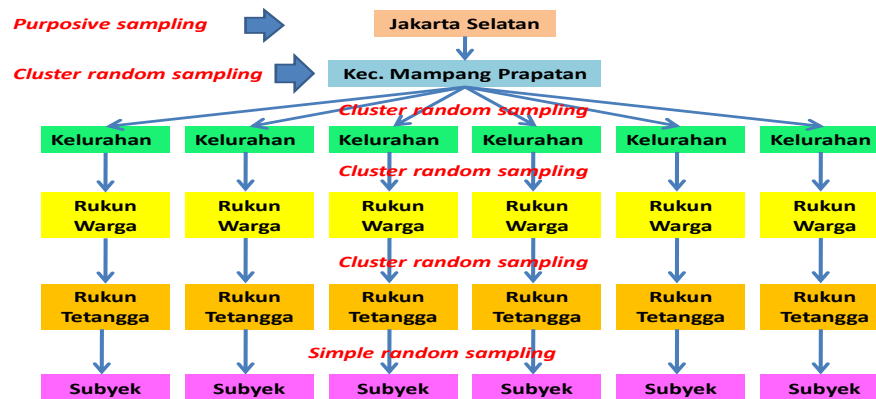 Purposive sampling
Jakarta Selatan
Cluster random sampling
Kec. Mampang Prapatan
Cluster random sampling
Kelurahan Kelurahan Kelurahan Kelurahan Kelurahan Kelurahan
Cluster random sampling
Rukun Rukun Rukun Rukun Rukun Rukun
Warga Warga Warga Warga Warga Warga
Cluster random sampling
Rukun Rukun Rukun Rukun Rukun Rukun
Tetangga Tetangga Tetangga Tetangga Tetangga Tetangga
Simple random sampling
Subyek Subyek Subyek Subyek Subyek Subyek